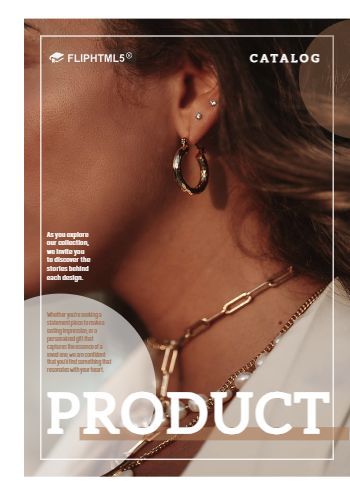 FLIPHTML5®
CATALOG
As you explore
our collection,
we invite you
to discover the
stories behind
each design.
Whether you're seeking a
statement piece to make a
lasting impression, or a
personalized gift that
captures the essence of a
loved one, we are confident
that you'll find something that
resonates with your heart.
PRODUCT